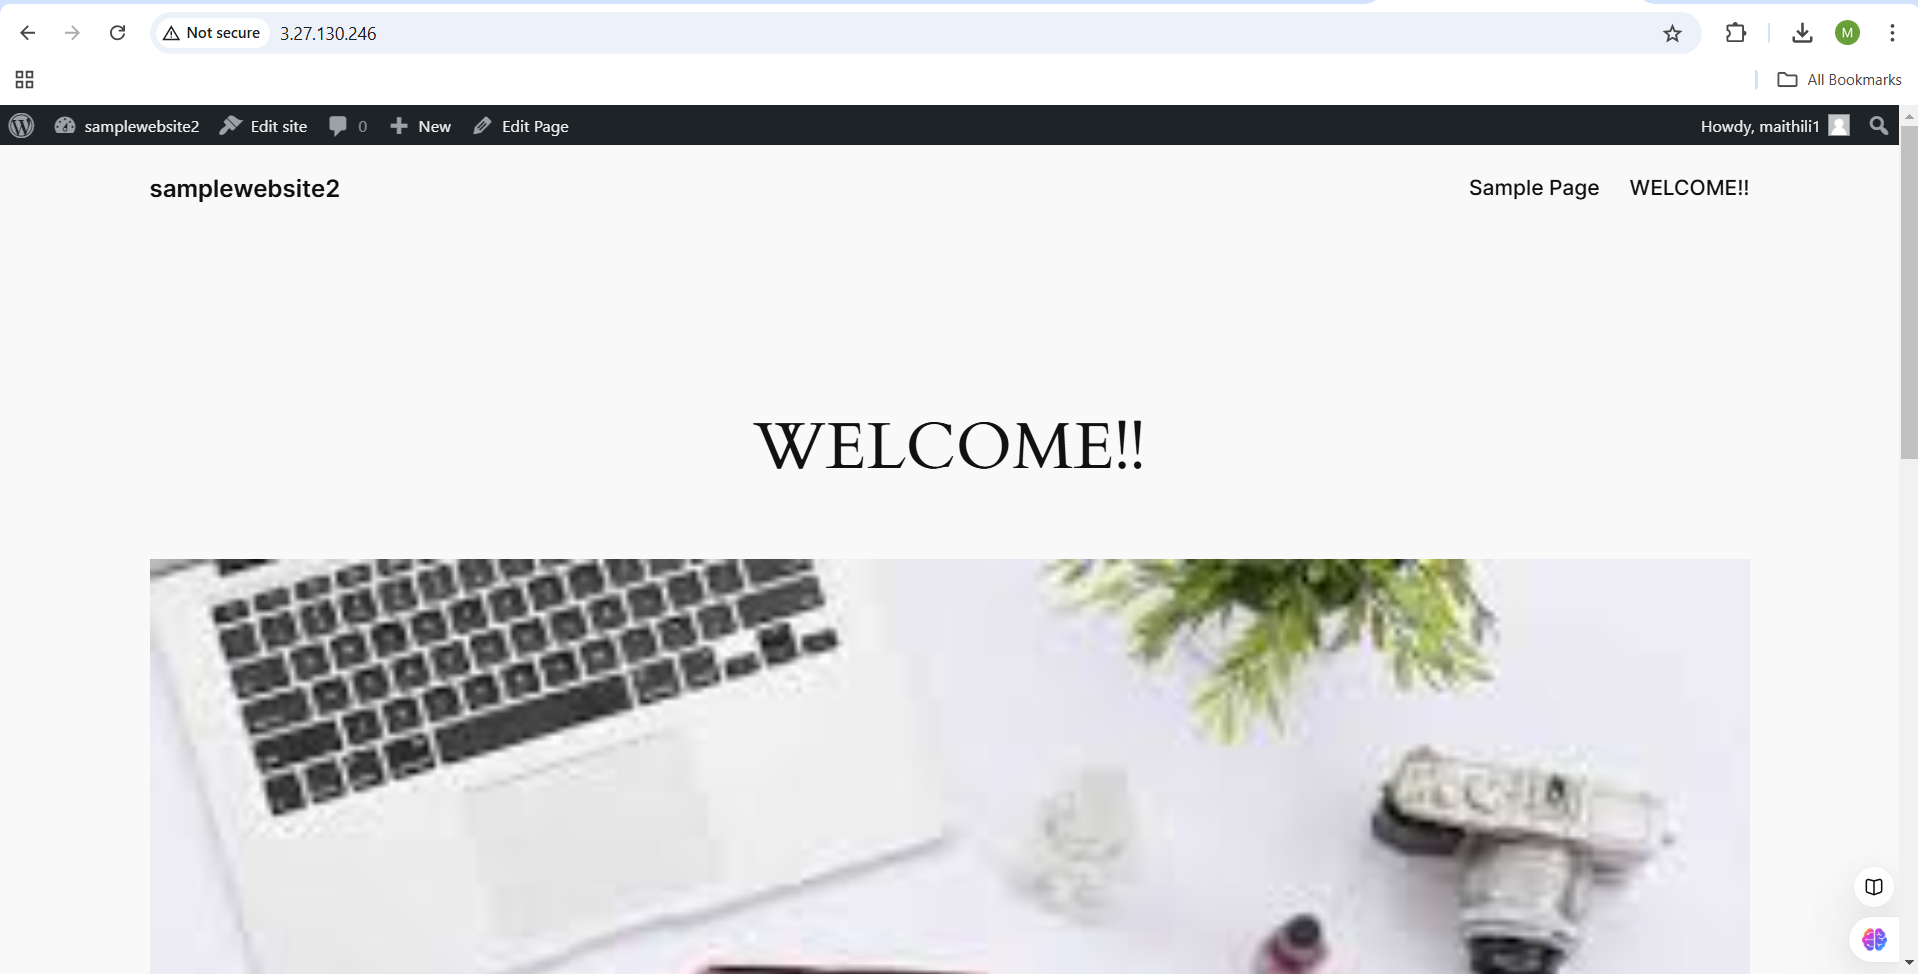 Not secure 3.27.130.246
M
All Bookmarks
samplewebsite2 Edit site 0 New Edit Page Howdy, maithili1
samplewebsite2 Sample Page WELCOME!!
WELCOME!!